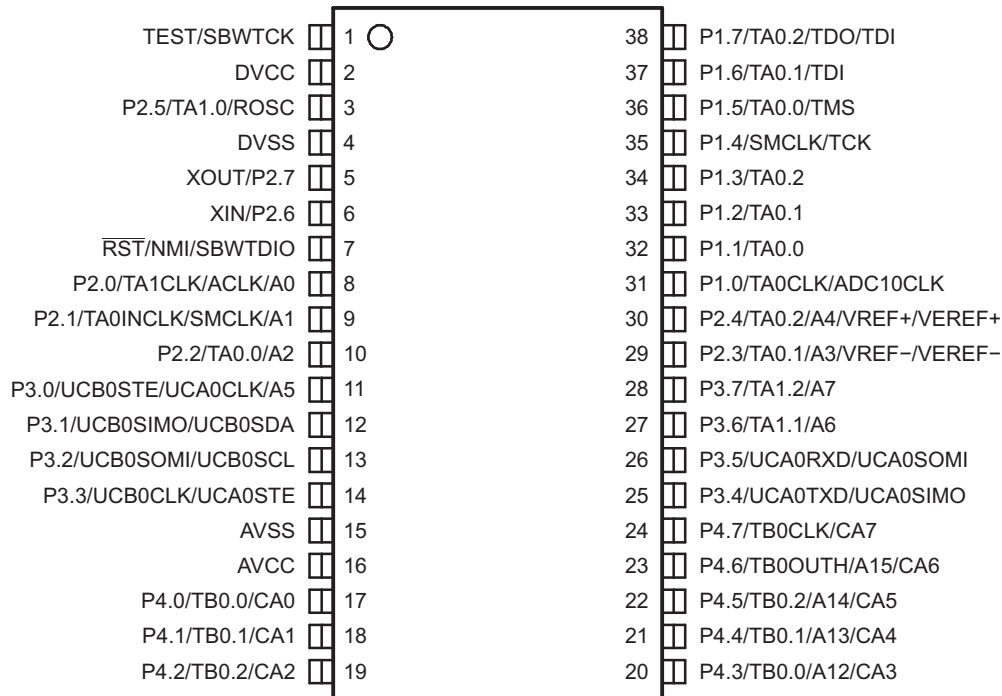 TEST/SBWTCK 1 38 P1.7/TA0.2/TDO/TDI
DVCC 2 37 P1.6/TA0.1/TDI
P2.5/TA1.0/ROSC 3 36 P1.5/TA0.0/TMS
DVSS 4 35 P1.4/SMCLK/TCK
XOUT/P2.7 5 34 P1.3/TA0.2
XIN/P2.6 6 33 P1.2/TA0.1
RST/NMI/SBWTDIO 7 32 P1.1/TA0.0
P2.0/TA1CLK/ACLK/A0 8 31 P1.0/TA0CLK/ADC10CLK
P2.1/TA0INCLK/SMCLK/A1 9 30 P2.4/TA0.2/A4/VREF+/VEREF+
P2.2/TA0.0/A2 10 29 P2.3/TA0.1/A3/VREF−/VEREF−
P3.0/UCB0STE/UCA0CLK/A5 11 28 P3.7/TA1.2/A7
P3.1/UCB0SIMO/UCB0SDA 12 27 P3.6/TA1.1/A6
P3.2/UCB0SOMI/UCB0SCL 13 26 P3.5/UCA0RXD/UCA0SOMI
P3.3/UCB0CLK/UCA0STE 14 25 P3.4/UCA0TXD/UCA0SIMO
AVSS 15 24 P4.7/TB0CLK/CA7
AVCC 16 23 P4.6/TB0OUTH/A15/CA6
P4.0/TB0.0/CA0 17 22 P4.5/TB0.2/A14/CA5
P4.1/TB0.1/CA1 18 21 P4.4/TB0.1/A13/CA4
P4.2/TB0.2/CA2 19 20 P4.3/TB0.0/A12/CA3